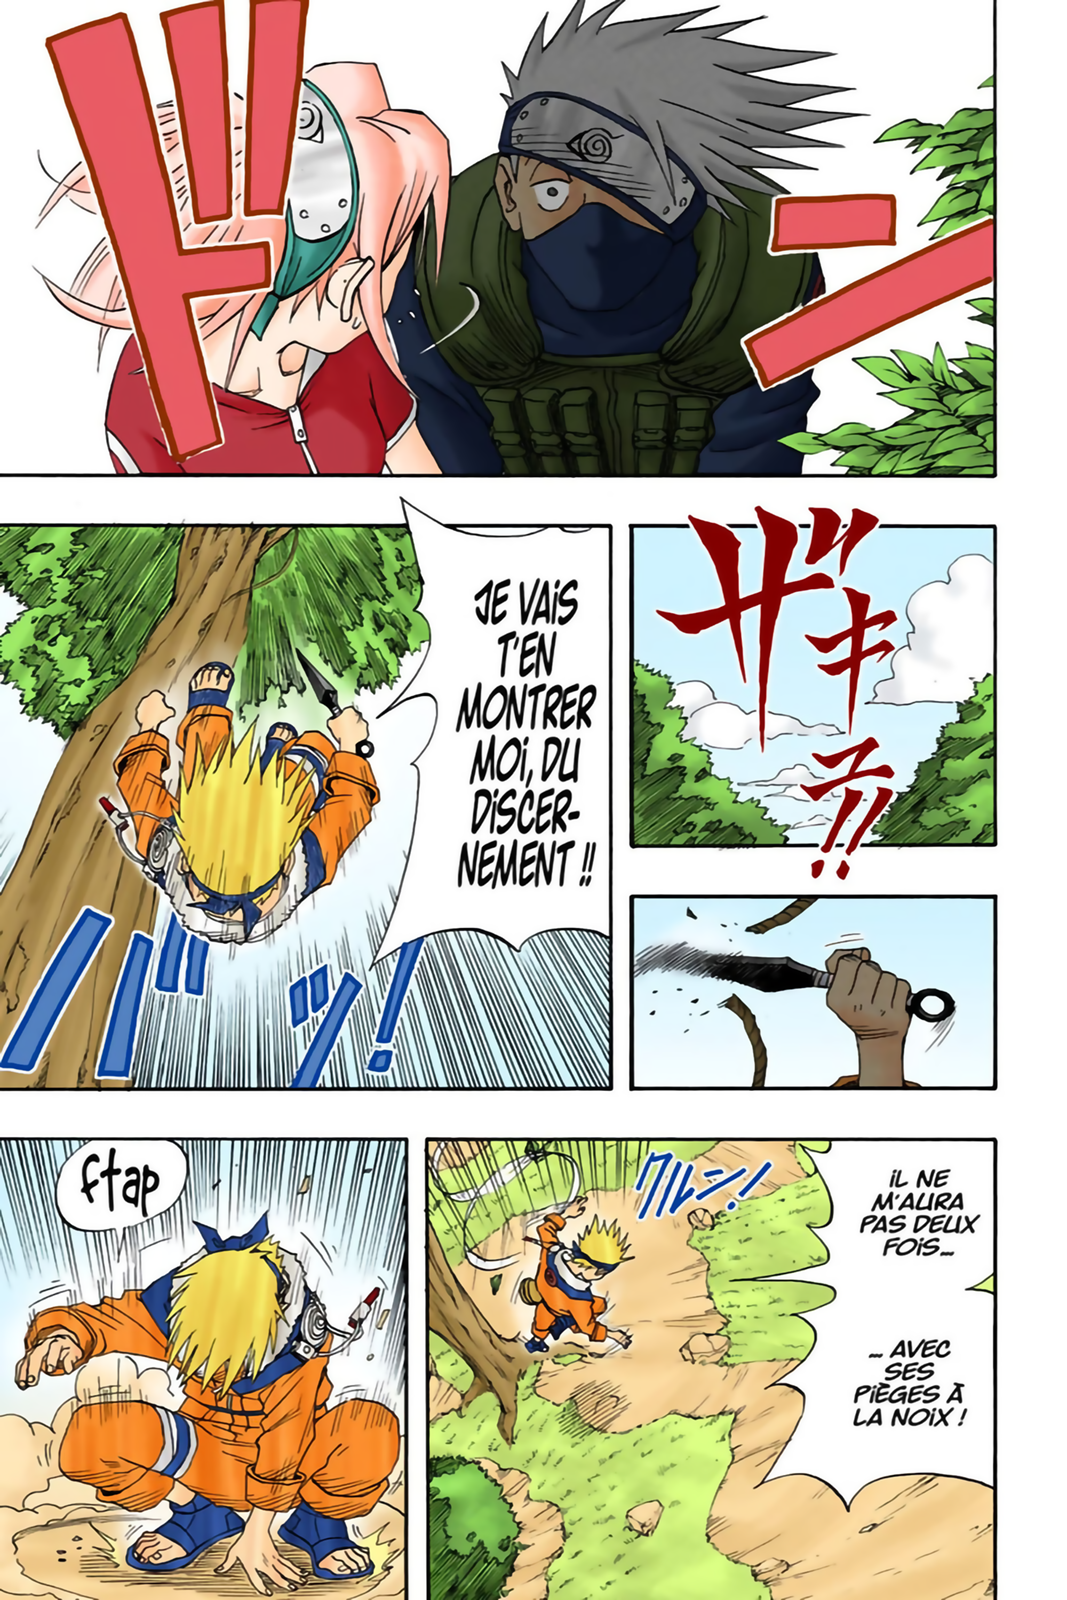 ドン
ザキュ!!
JE VAIS
T'EN
MONTRER
MOI, DU
DISCER-
NEMENT !!
バッ!
IL NE
M'AURA
PAS DEUX
FOIS...
... AVEC
SES
PIÈGES À
LA NOIX !
クルン!
ftap